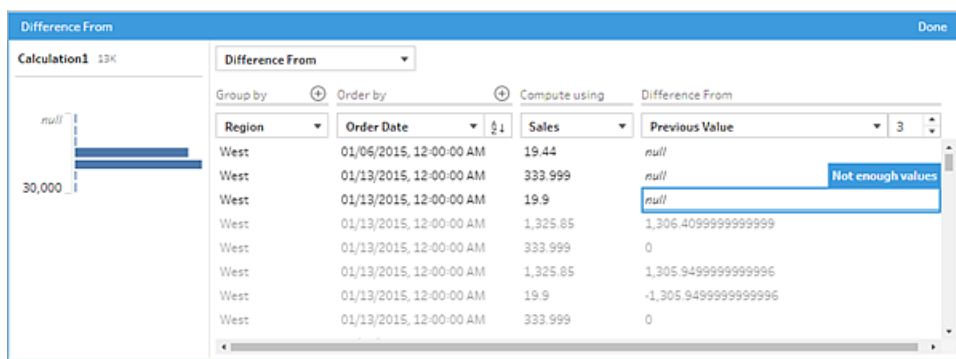 Difference From Done
Calculation1 13K
null
30,000
Difference From
Group by Order by Compute using Difference From
Region Order Date Sales Previous Value 3
West 01/06/2015, 12:00:00 AM 19.44 null
West 01/13/2015, 12:00:00 AM 333.999 null Not enough values
West 01/13/2015, 12:00:00 AM 19.9 null
West 01/13/2015, 12:00:00 AM 1,325.85 1,306.4099999999999
West 01/13/2015, 12:00:00 AM 333.999 0
West 01/13/2015, 12:00:00 AM 1,325.85 1,305.9499999999996
West 01/13/2015, 12:00:00 AM 19.9 -1,305.9499999999996
West 01/13/2015, 12:00:00 AM 333.999 0